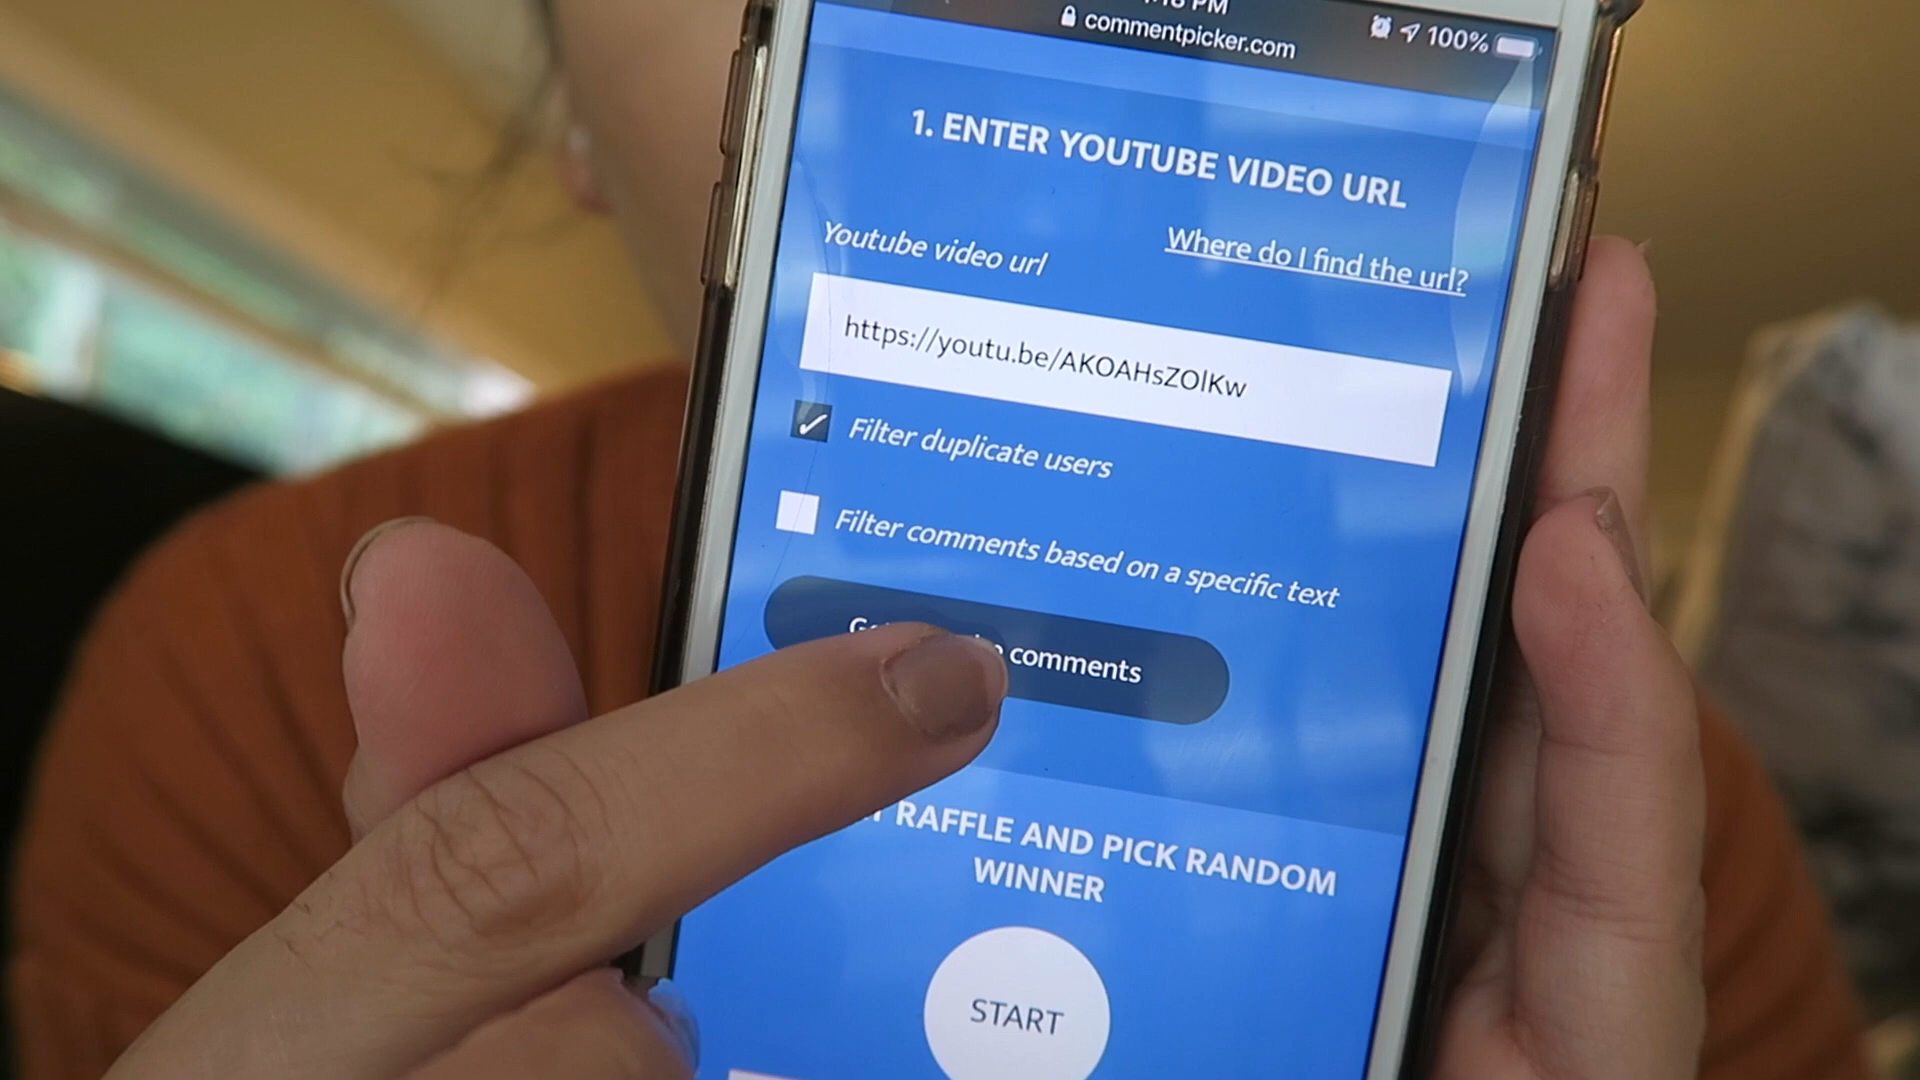 PM
commentpicker.com
100%
1. ENTER YOUTUBE VIDEO URL
Youtube video url
Where do I find the url?
https://youtu.be/AKOAHsZOlKw
Filter duplicate users
Filter comments based on a specific text
comments
RAFFLE AND PICK RANDOM
WINNER
START